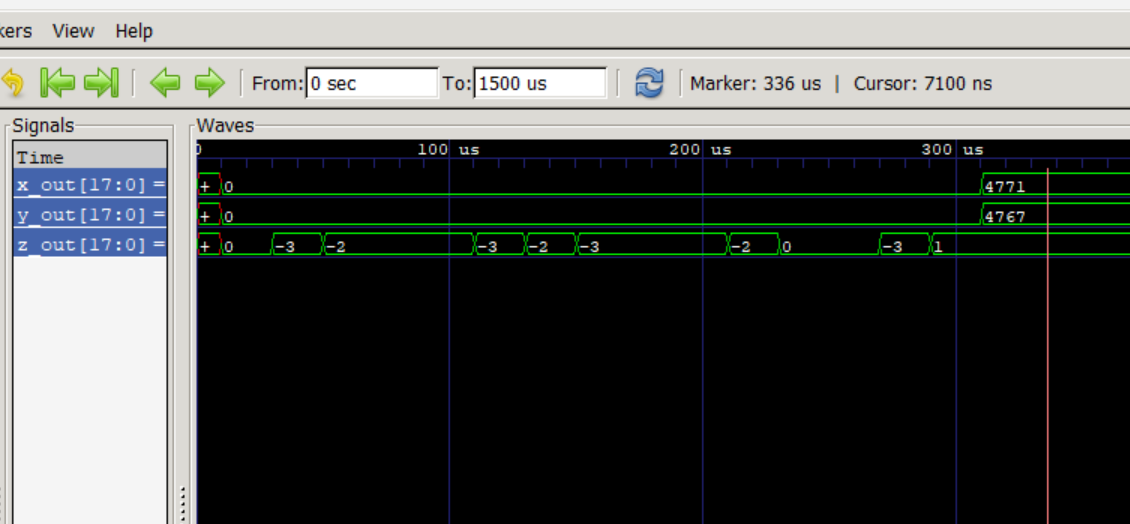 kers View Help
From: 0 sec To: 1500 us Marker: 336 us | Cursor: 7100 ns
Signals Waves
Time 0 100 us 200 us 300 us
x_out[17:0] = + 0 4771
y_out[17:0] = + 0 4767
z_out[17:0] = + 0 -3 -2 -3 -2 -3 -2 0 -3 1